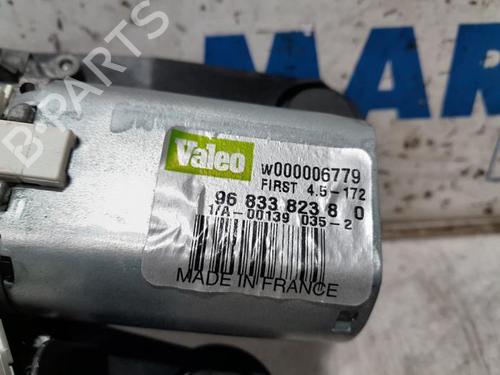 B-PARTS
MAR
Valeo
W000006779
FIRST 4.5-172
96 833 823 8 0
1/A-00139 035-2
MADE IN FRANCE